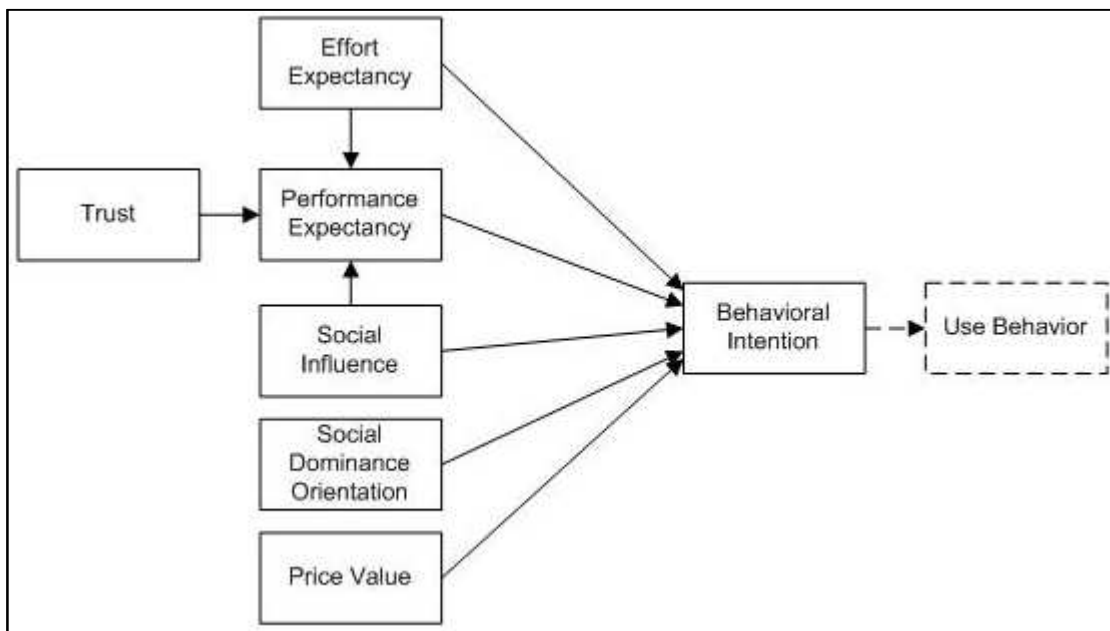 Effort
Expectancy
Trust
Performance
Expectancy
Social
Influence
Social
Dominance
Orientation
Price Value
Behavioral
Intention
Use Behavior